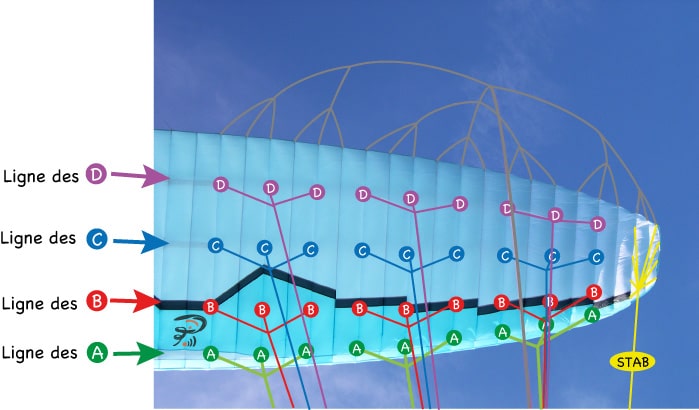 Ligne des D D D D D D D D D D
Ligne des C C C C C C C C C C
Ligne des B B B B B B B B B B
Ligne des A A A A A A A A A A
STAB